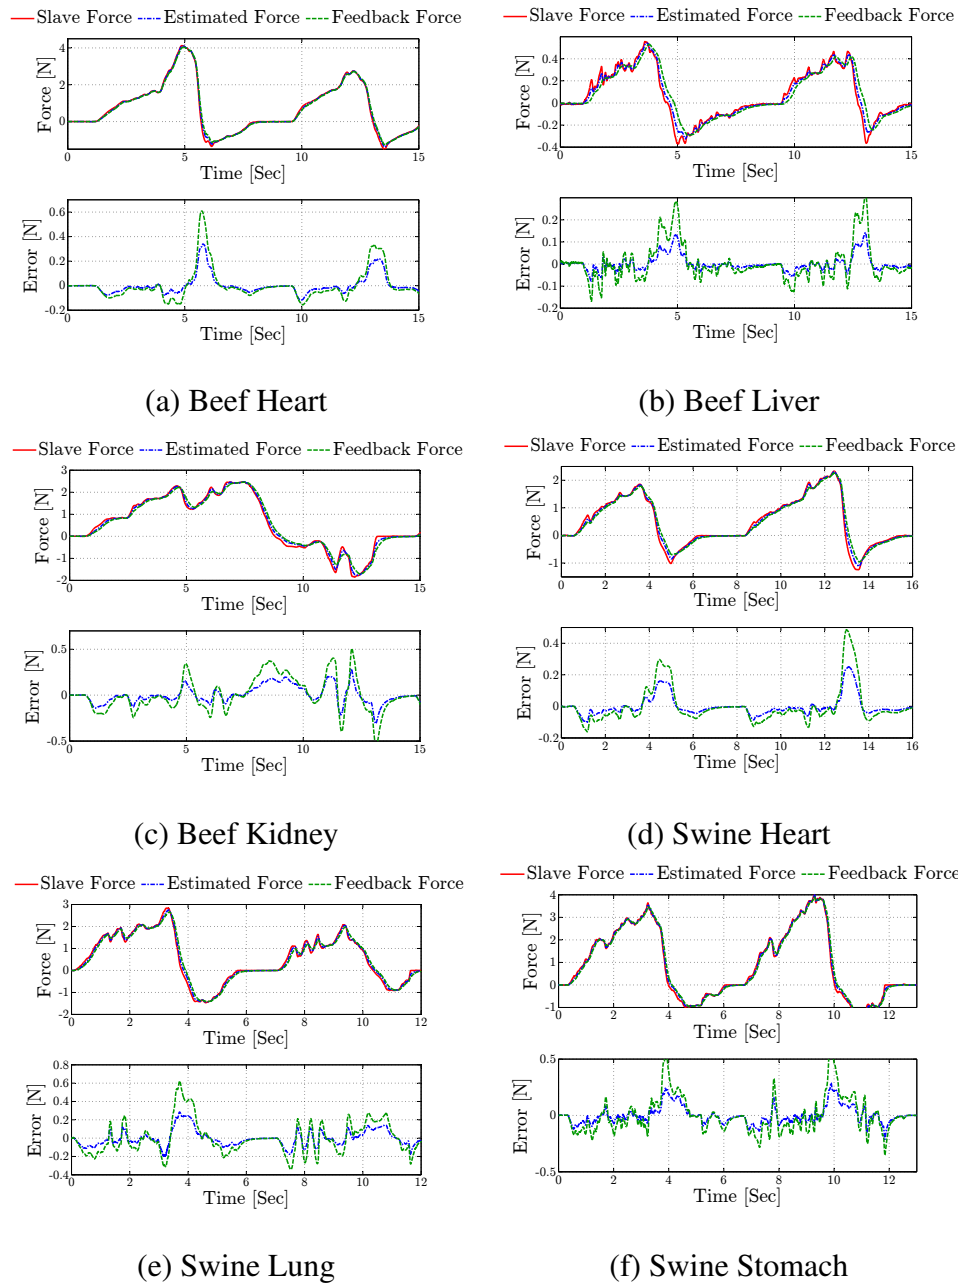 Slave Force Estimated Force Feedback Force
4
2
0
Force [N]
0 5 10 15
Time [Sec]
0.6
0.4
0.2
0
-0.2
Error [N]
0 5 10 15
Time [Sec]
(a) Beef Heart
Slave Force Estimated Force Feedback Force
0.4
0.2
0
-0.2
-0.4
Force [N]
0 5 10 15
Time [Sec]
0.2
0.1
0
-0.1
-0.2
Error [N]
0 5 10 15
Time [Sec]
(b) Beef Liver
Slave Force Estimated Force Feedback Force
3
2
1
0
-1
-2
Force [N]
0 5 10 15
Time [Sec]
0.5
0
-0.5
Error [N]
0 5 10 15
Time [Sec]
(c) Beef Kidney
Slave Force Estimated Force Feedback Force
2
1
0
-1
Force [N]
0 2 4 6 8 10 12 14 16
Time [Sec]
0.4
0.2
0
-0.2
Error [N]
0 2 4 6 8 10 12 14 16
Time [Sec]
(d) Swine Heart
Slave Force Estimated Force Feedback Force
3
2
1
0
-1
-2
Force [N]
0 2 4 6 8 10 12
Time [Sec]
0.8
0.6
0.4
0.2
0
-0.2
-0.4
Error [N]
0 2 4 6 8 10 12
Time [Sec]
(e) Swine Lung
Slave Force Estimated Force Feedback Force
4
3
2
1
0
-1
Force [N]
0 2 4 6 8 10 12
Time [Sec]
0.5
0
-0.5
Error [N]
0 2 4 6 8 10 12
Time [Sec]
(f) Swine Stomach